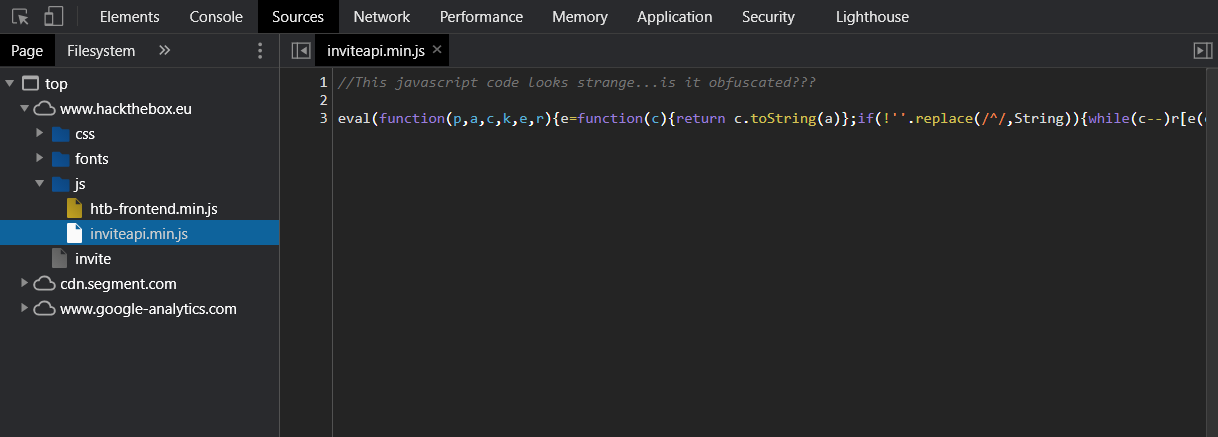 Elements Console Sources Network Performance Memory Application Security Lighthouse
Page Filesystem » inviteapi.min.js ×
top
www.hackthebox.eu
css
fonts
js
htb-frontend.min.js
inviteapi.min.js
invite
cdn.segment.com
www.google-analytics.com
1 //This javascript code looks strange...is it obfuscated???
2
3 eval(function(p,a,c,k,e,r){e=function(c){return c.toString(a)};if(!''.replace(/^/,String)){while(c--)r[e(